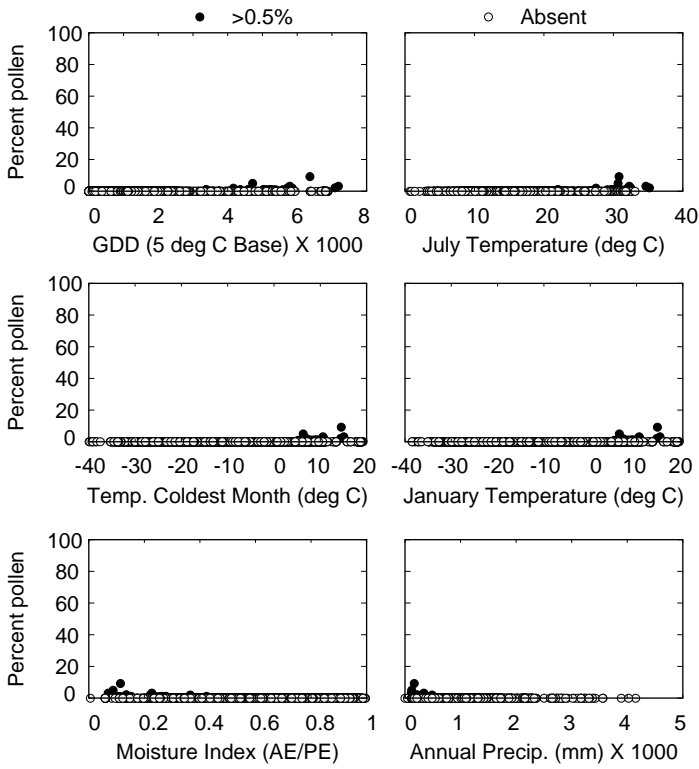 >0.5% Absent
100
80
60
40
20
0
Percent pollen
0 2 4 6 8
GDD (5 deg C Base) X 1000
0 10 20 30 40
July Temperature (deg C)
100
80
60
40
20
0
Percent pollen
-40 -30 -20 -10 0 10 20
Temp. Coldest Month (deg C)
-40 -30 -20 -10 0 10 20
January Temperature (deg C)
100
80
60
40
20
0
Percent pollen
0 0.2 0.4 0.6 0.8 1
Moisture Index (AE/PE)
0 1 2 3 4 5
Annual Precip. (mm) X 1000